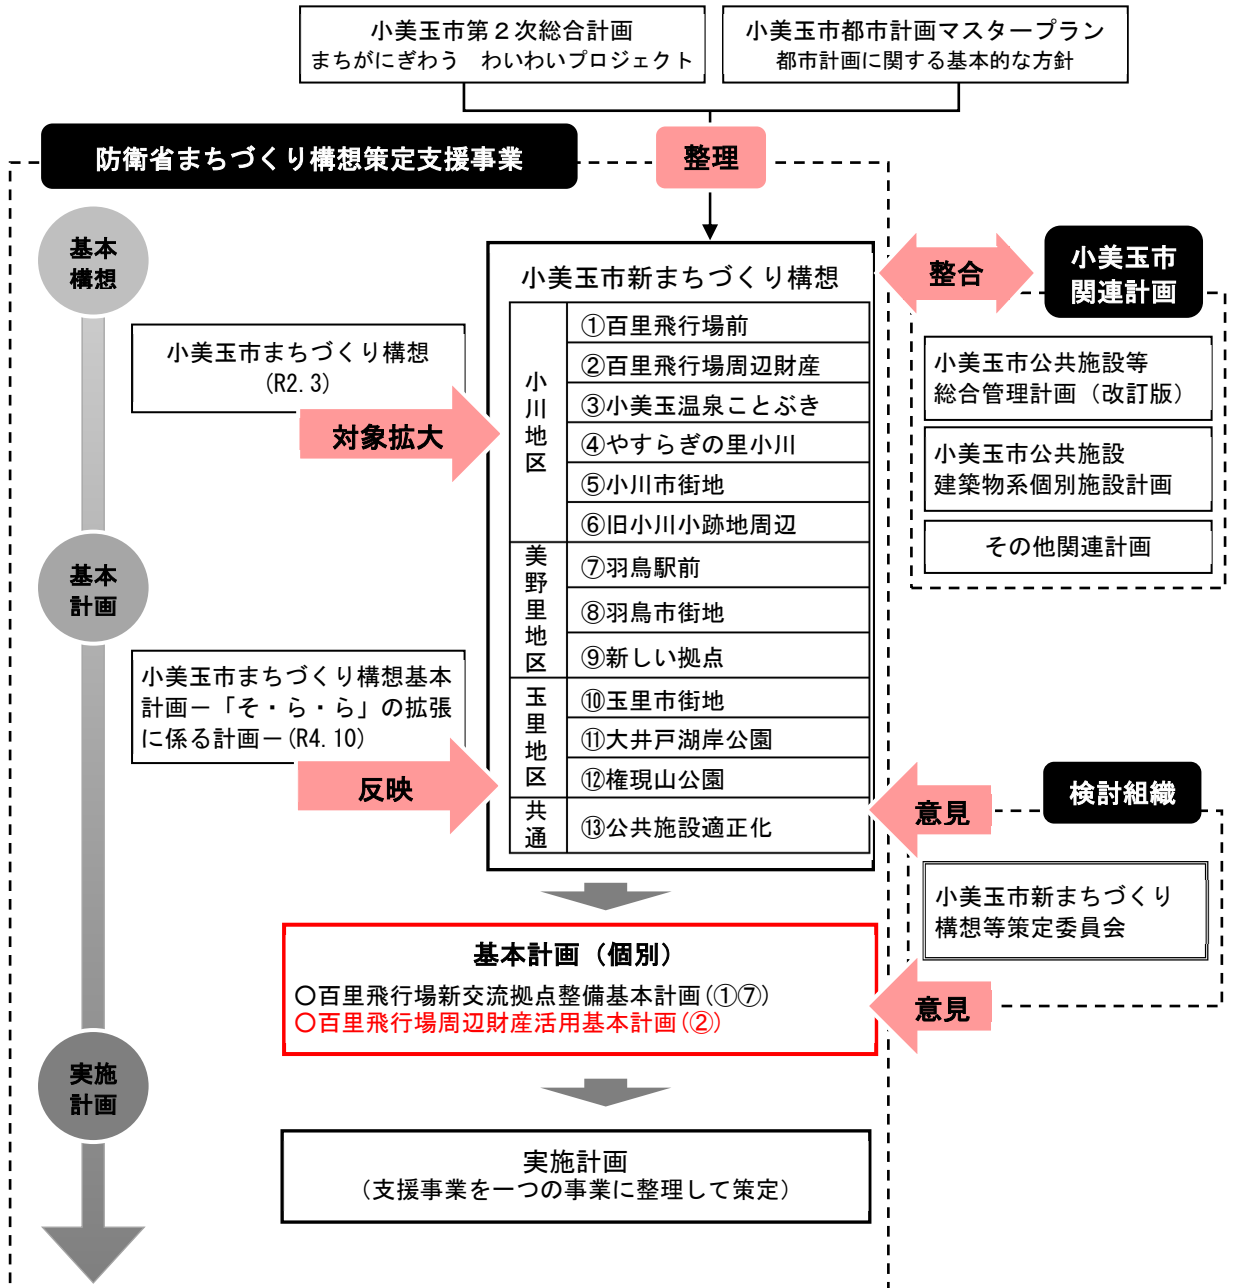 小美玉市第２次総合計画
まちがにぎわう　わいわいプロジェクト
小美玉市都市計画マスタープラン
都市計画に関する基本的な方針
防衛省まちづくり構想策定支援事業
整理
基本
構想
小美玉市新まちづくり構想
整合
小美玉市
関連計画
小美玉市まちづくり構想
(R2.3)
対象拡大
小川地区
①百里飛行場前
②百里飛行場周辺財産
③小美玉温泉ことぶき
④やすらぎの里小川
⑤小川市街地
⑥旧小川小跡地周辺
美野里地区
⑦羽鳥駅前
⑧羽鳥市街地
⑨新しい拠点
玉里地区
⑩玉里市街地
⑪大井戸湖岸公園
⑫権現山公園
共通
⑬公共施設適正化
小美玉市公共施設等
総合管理計画（改訂版）
小美玉市公共施設
建築物系個別施設計画
その他関連計画
基本
計画
小美玉市まちづくり構想基本
計画－「そ・ら・ら」の拡張
に係る計画－(R4.10)
反映
意見
検討組織
小美玉市新まちづくり
構想等策定委員会
基本計画（個別）
○百里飛行場新交流拠点整備基本計画(①⑦)
○百里飛行場周辺財産活用基本計画(②)
意見
実施
計画
実施計画
（支援事業を一つの事業に整理して策定）